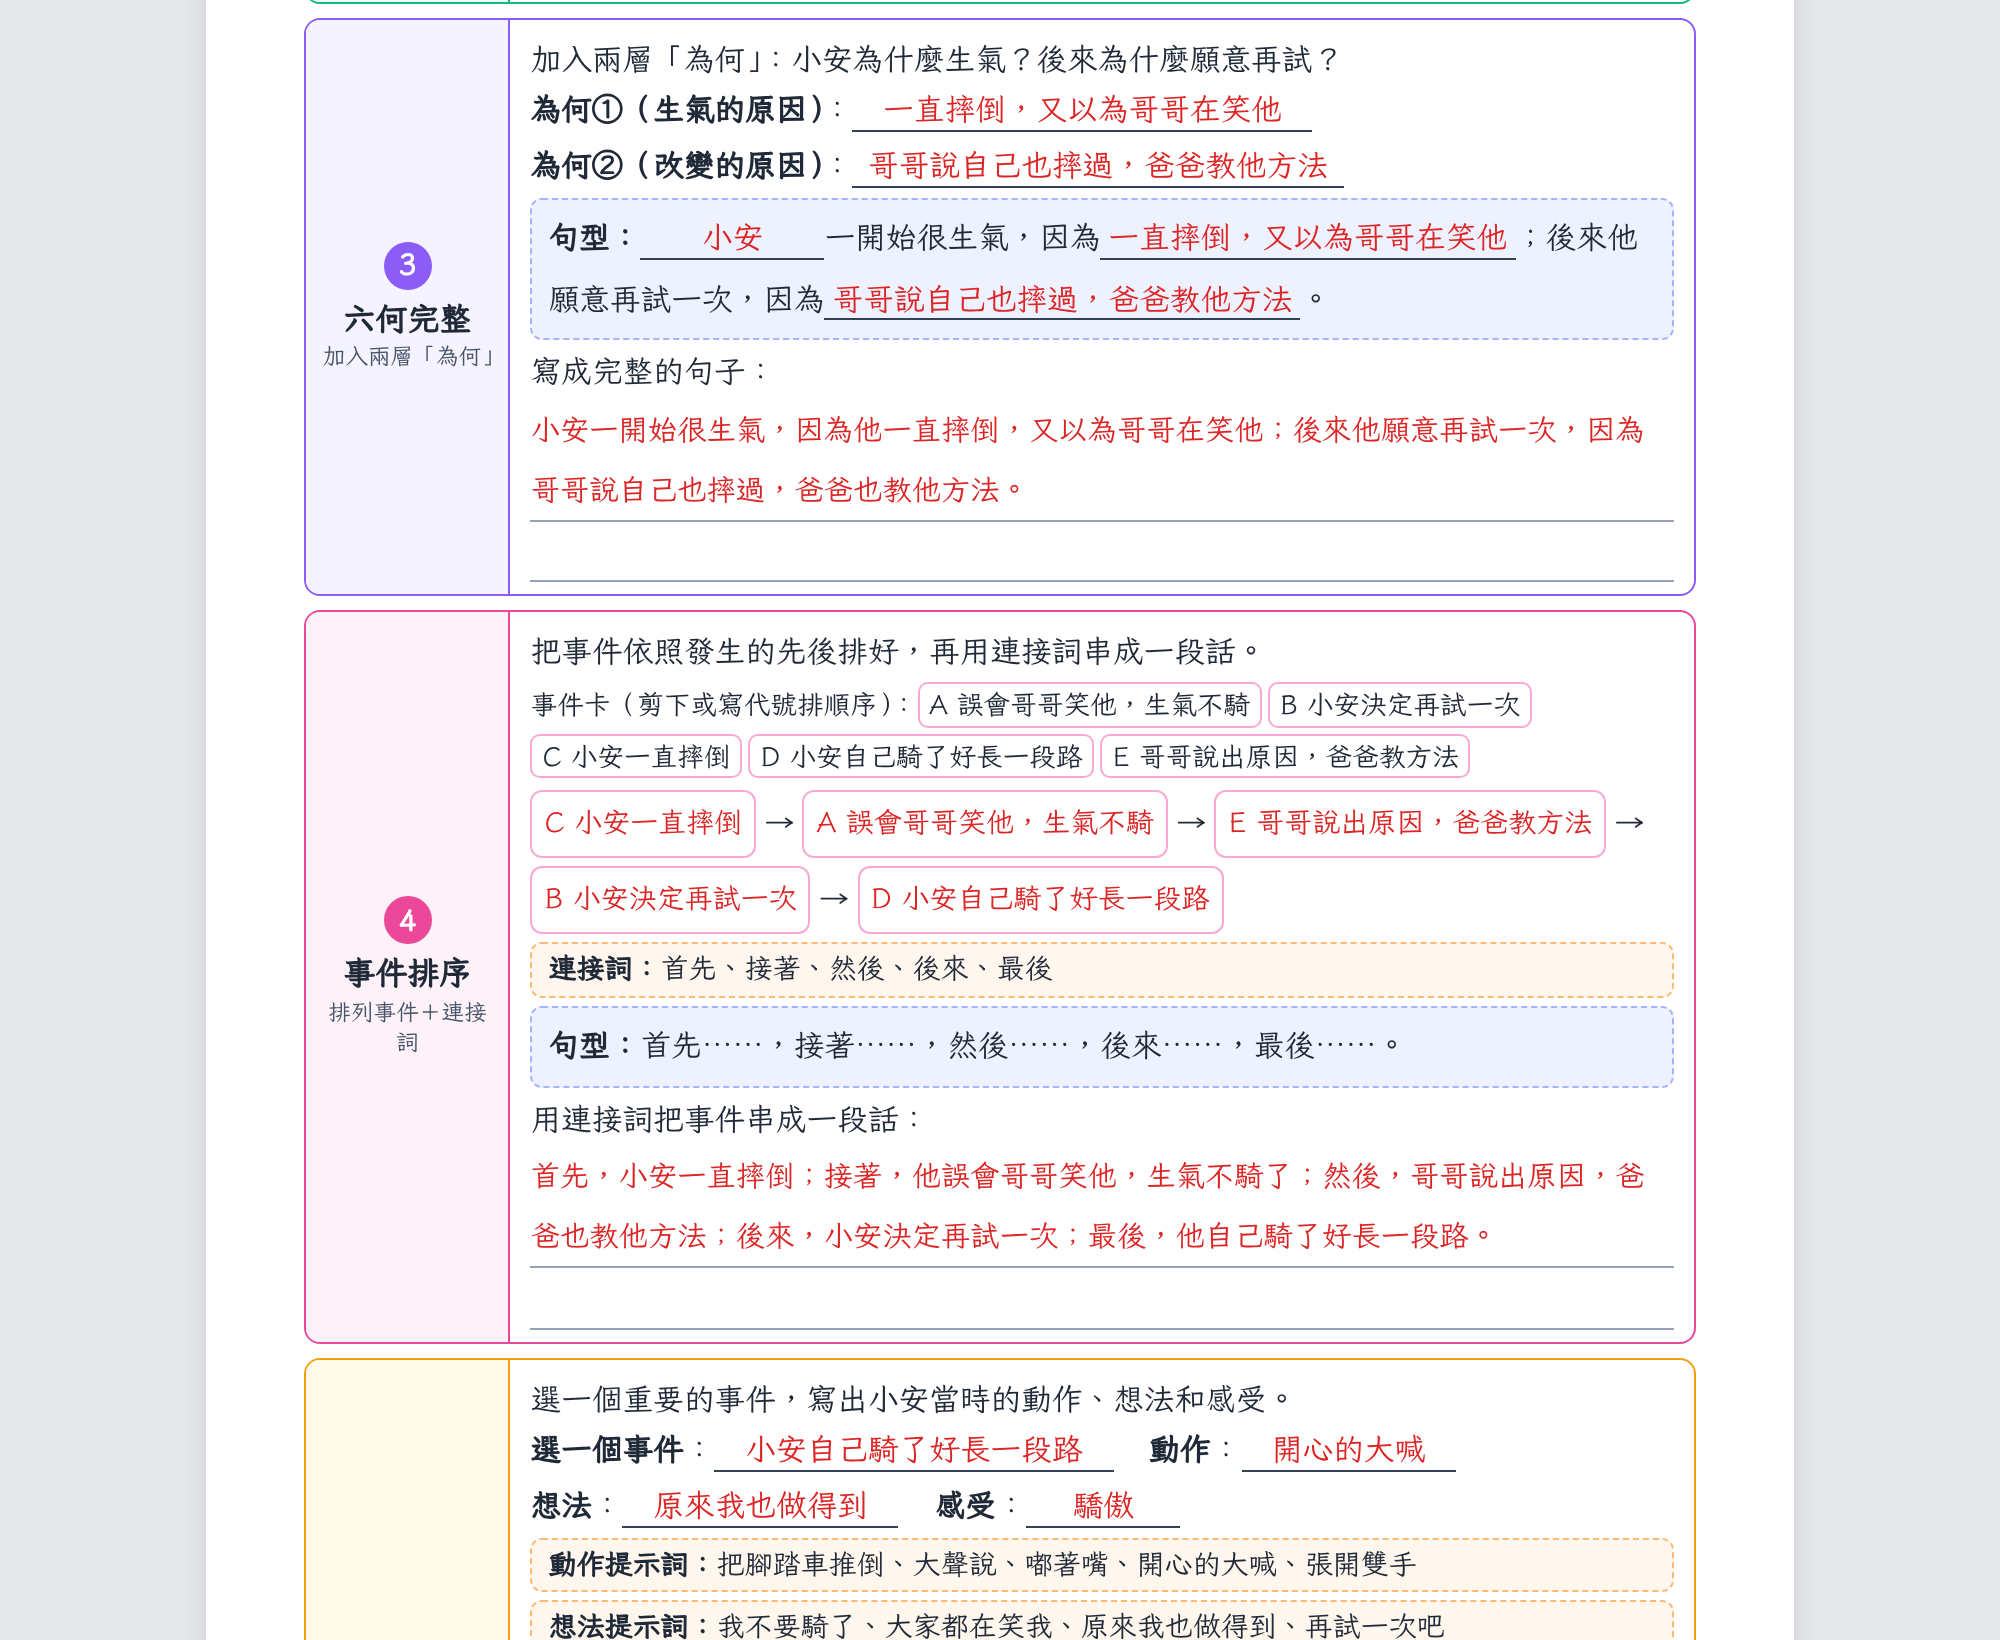 加入兩層「為何」：小安為什麼生氣？後來為什麼願意再試？
為何①（生氣的原因）：一直摔倒，又以為哥哥在笑他
為何②（改變的原因）：哥哥說自己也摔過，爸爸教他方法
句型：小安一開始很生氣，因為一直摔倒，又以為哥哥在笑他；後來他
願意再試一次，因為哥哥說自己也摔過，爸爸教他方法。
3
六何完整
加入兩層「為何」
寫成完整的句子：
小安一開始很生氣，因為他一直摔倒，又以為哥哥在笑他；後來他願意再試一次，因為
哥哥說自己也摔過，爸爸也教他方法。
把事件依照發生的先後排好，再用連接詞串成一段話。
事件卡（剪下或寫代號排順序）：A 誤會哥哥笑他，生氣不騎 B 小安決定再試一次
C 小安一直摔倒 D 小安自己騎了好長一段路 E 哥哥說出原因，爸爸教方法
C 小安一直摔倒 → A 誤會哥哥笑他，生氣不騎 → E 哥哥說出原因，爸爸教方法 →
B 小安決定再試一次 → D 小安自己騎了好長一段路
4
事件排序
排列事件＋連接
詞
連接詞：首先、接著、然後、後來、最後
句型：首先……，接著……，然後……，後來……，最後……。
用連接詞把事件串成一段話：
首先，小安一直摔倒；接著，他誤會哥哥笑他，生氣不騎了；然後，哥哥說出原因，爸
爸也教他方法；後來，小安決定再試一次；最後，他自己騎了好長一段路。
選一個重要的事件，寫出小安當時的動作、想法和感受。
選一個事件：小安自己騎了好長一段路 動作：開心的大喊
想法：原來我也做得到 感受：驕傲
動作提示詞：把腳踏車推倒、大聲說、嘟著嘴、開心的大喊、張開雙手
想法提示詞：我不要騎了、大家都在笑我、原來我也做得到、再試一次吧